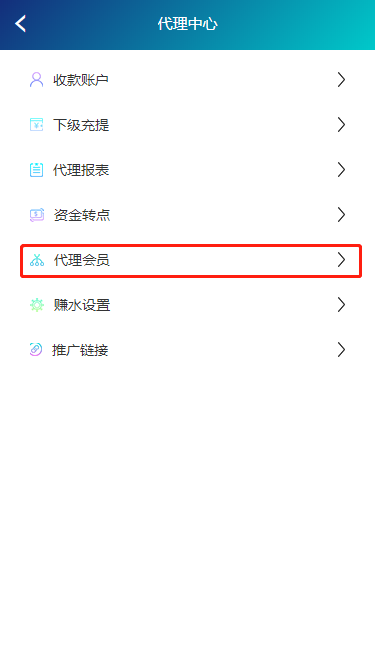 代理中心
收款账户
下级充提
代理报表
资金转点
代理会员
赚水设置
推广链接